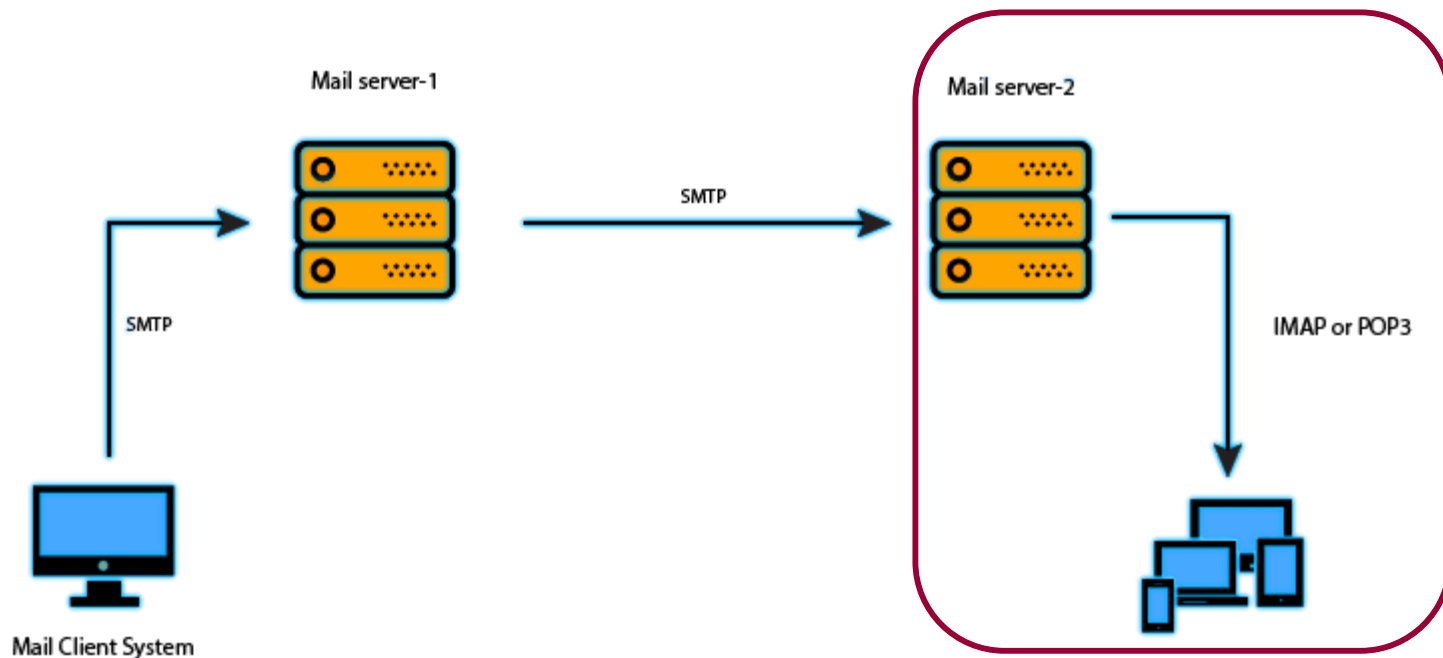 Mail server-1
Mail server-2
SMTP
SMTP
IMAP or POP3
Mail Client System